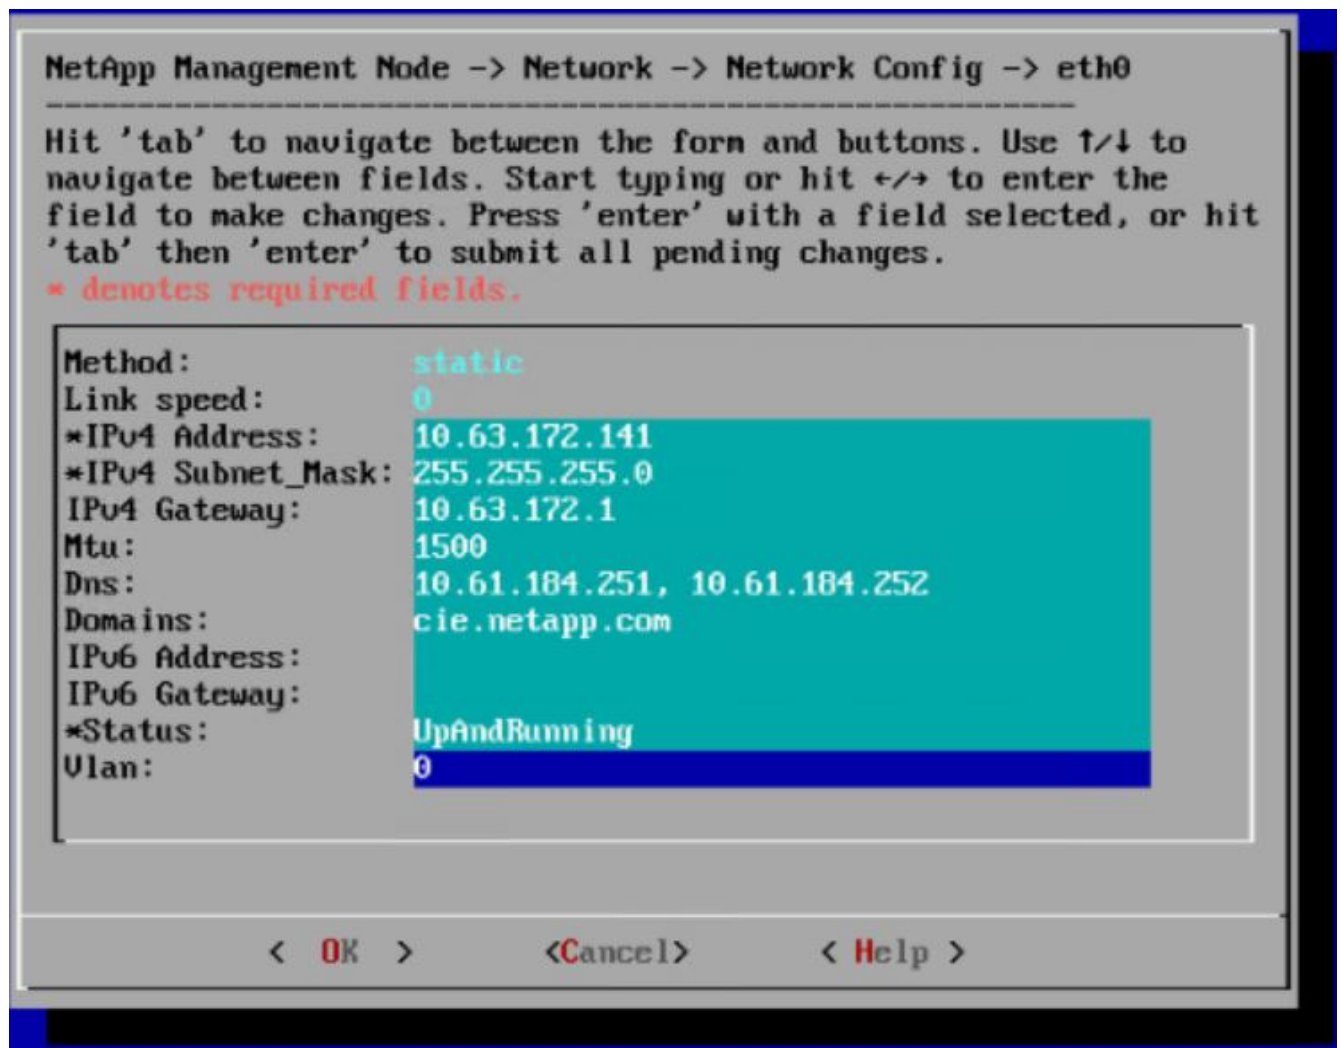 NetApp Management Node -> Network -> Network Config -> eth0
Hit 'tab' to navigate between the form and buttons. Use ↑/↓ to
navigate between fields. Start typing or hit ←/→ to enter the
field to make changes. Press 'enter' with a field selected, or hit
'tab' then 'enter' to submit all pending changes.
* denotes required fields.
Method: static
Link speed: 0
*IPv4 Address: 10.63.172.141
*IPv4 Subnet_Mask: 255.255.255.0
IPv4 Gateway: 10.63.172.1
Mtu: 1500
Dns: 10.61.184.251, 10.61.184.252
Domains: cie.netapp.com
IPv6 Address:
IPv6 Gateway:
*Status: UpAndRunning
Vlan: 0
< OK > <Cancel> < Help >